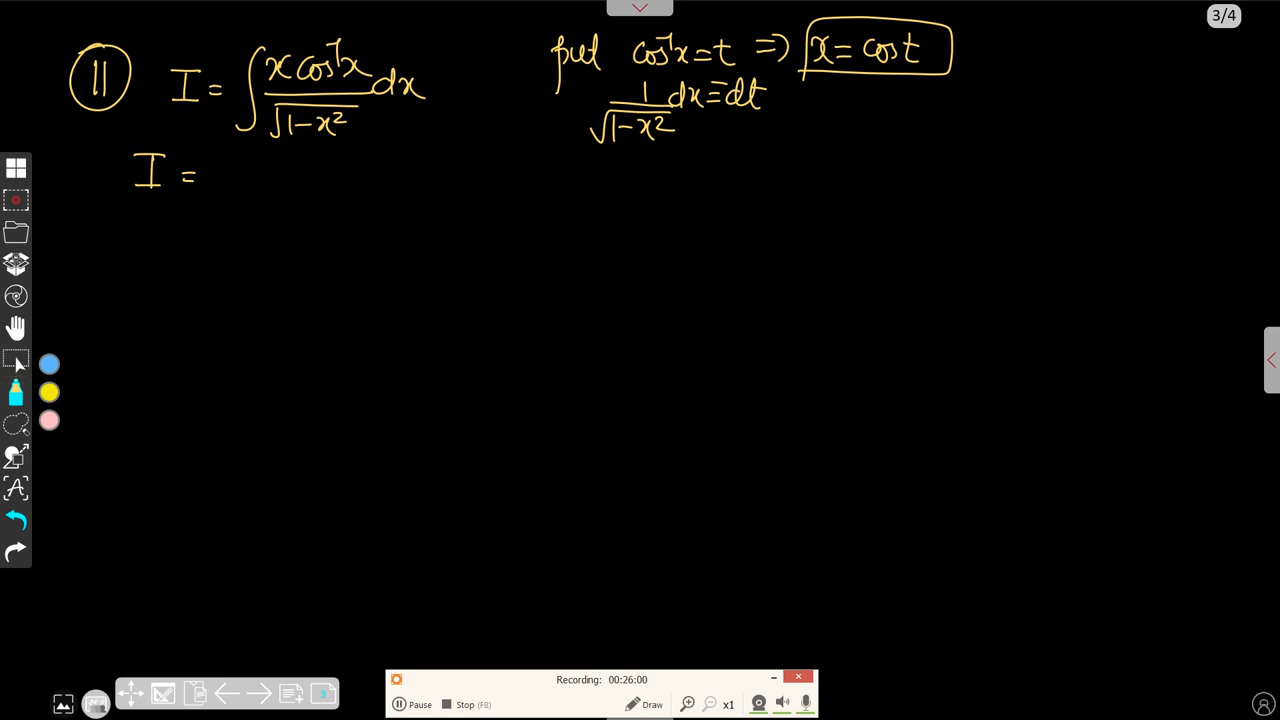 3/4
⑪ I = ∫ x cos⁻¹x / √(1-x²) dx
put cos⁻¹x = t ⇒ x = cos t
1/√(1-x²) dx = dt
I =
A
3
Recording: 00:26:00
Pause Stop (F8) Draw x1